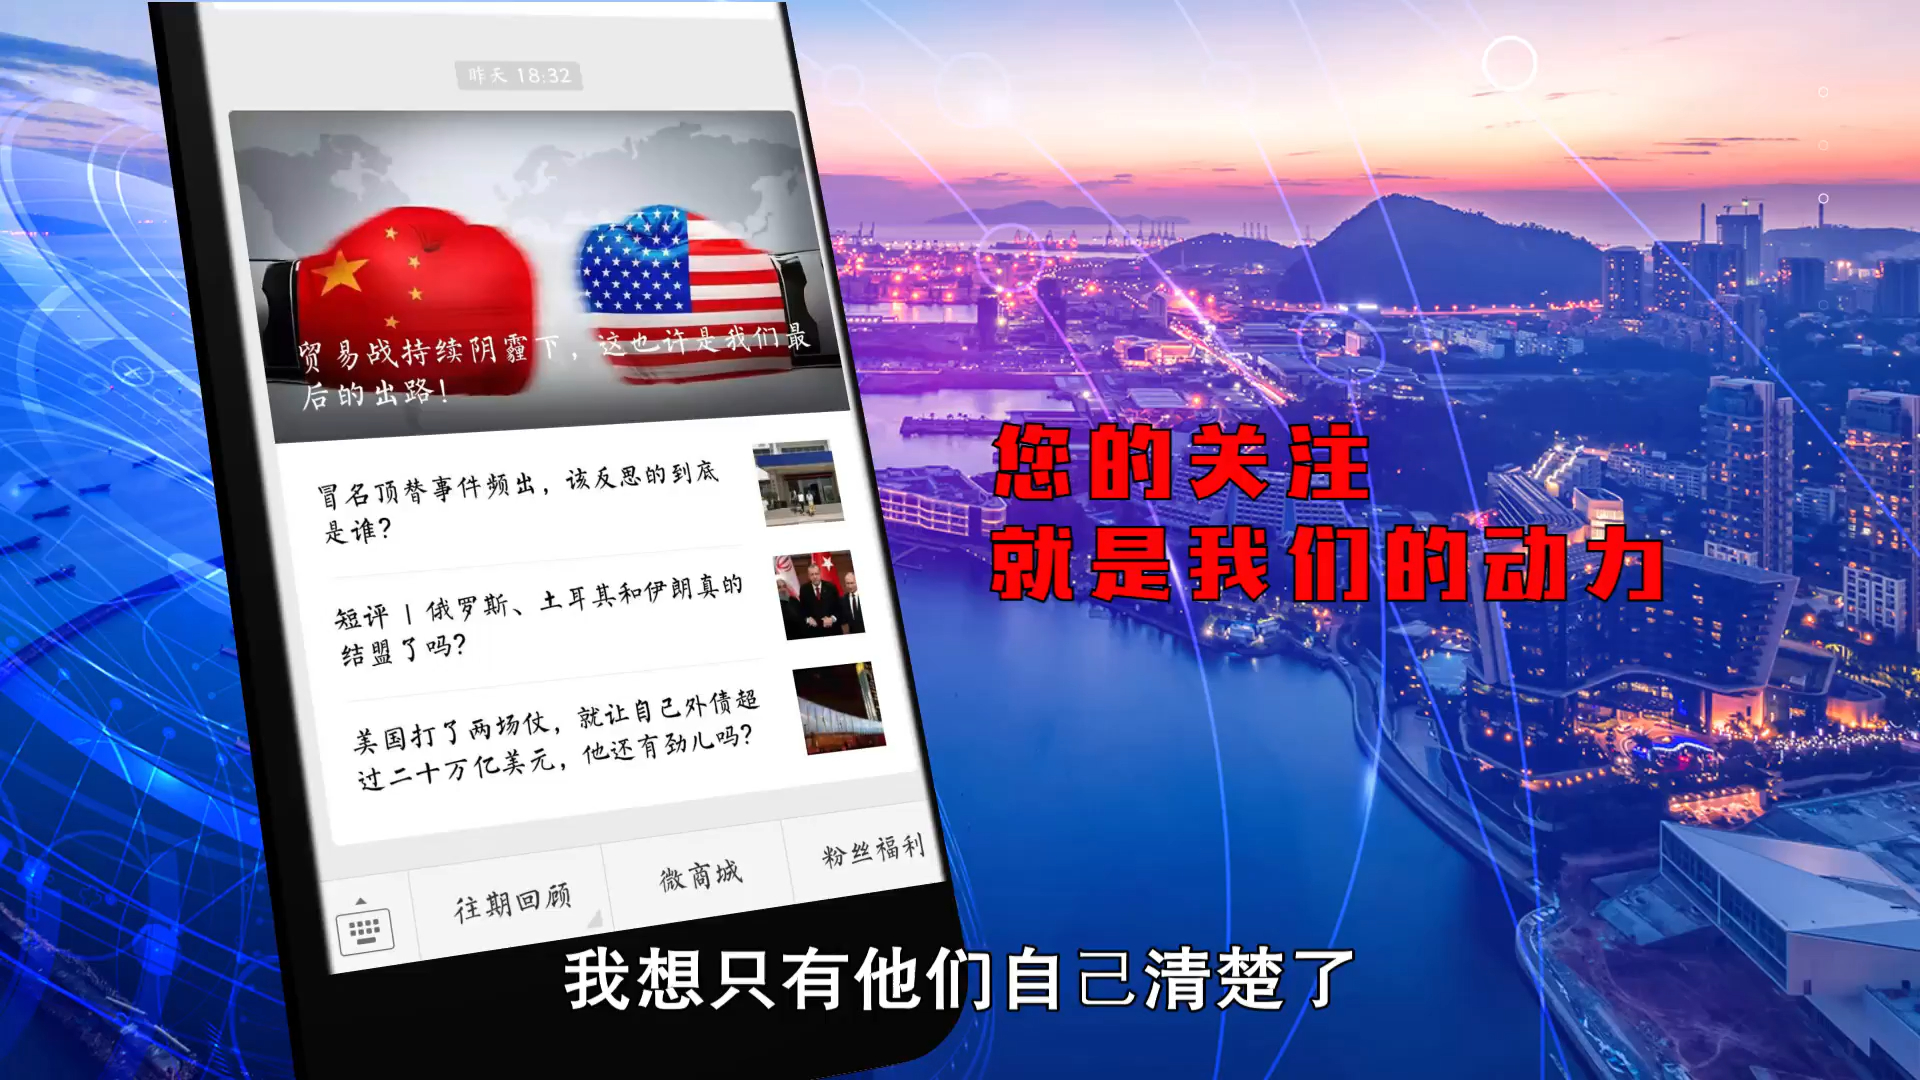 昨天 18:32
贸易战持续阴霾下，这也许是我们最
后的出路！
冒名顶替事件频出，该反思的到底
是谁？
短评丨俄罗斯、土耳其和伊朗真的
结盟了吗？
美国打了两场仗，就让自己外债超
过二十万亿美元，他还有劲儿吗？
往期回顾
微商城
粉丝福利
您的关注
就是我们的动力
我想只有他们自己清楚了